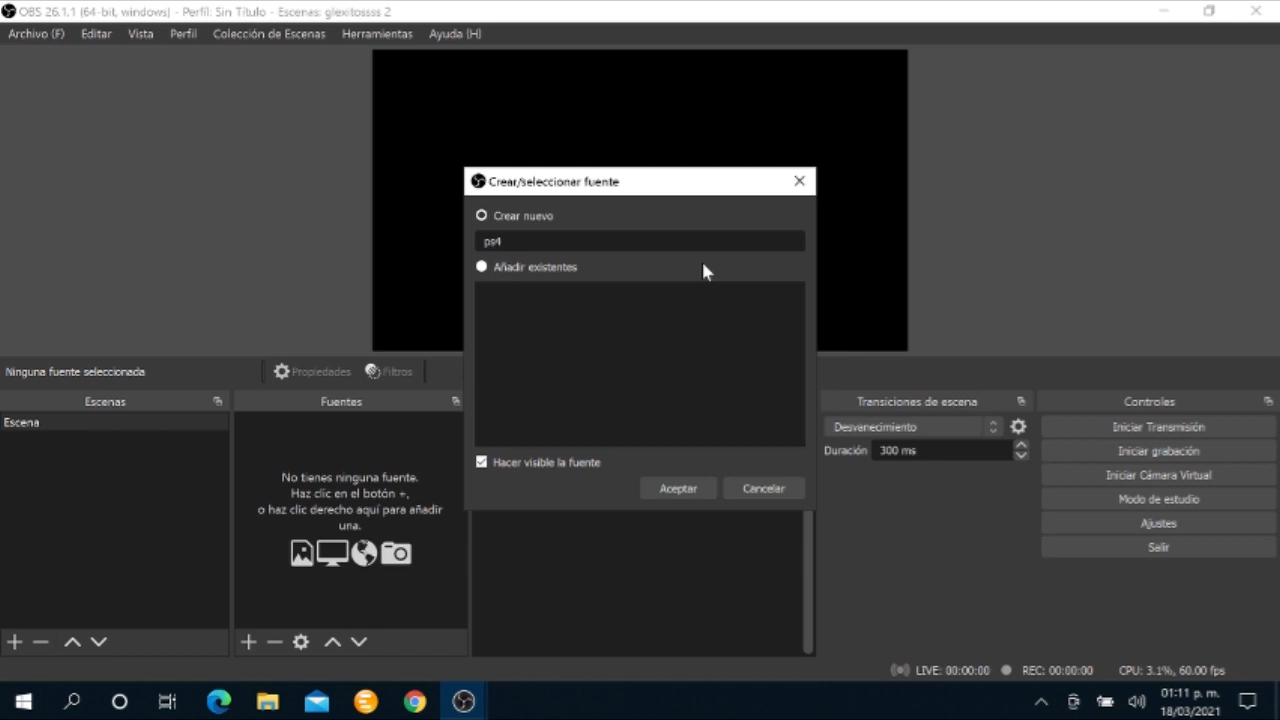 OBS 26.1.1 (64-bit, windows) - Perfil: Sin Título - Escenas: glexitossss 2
Archivo (F) Editar Vista Perfil Colección de Escenas Herramientas Ayuda (H)
Crear/seleccionar fuente
Crear nuevo
ps4
Añadir existentes
Hacer visible la fuente
Aceptar Cancelar
Ninguna fuente seleccionada
Propiedades Filtros
Escenas
Escena
Fuentes
No tienes ninguna fuente.
Haz clic en el botón +,
o haz clic derecho aquí para añadir
una.
Transiciones de escena
Desvanecimiento
Duración 300 ms
Controles
Iniciar Transmisión
Iniciar grabación
Iniciar Cámara Virtual
Modo de estudio
Ajustes
Salir
LIVE: 00:00:00 REC: 00:00:00 CPU: 3.1%, 60.00 fps
01:11 p. m.
18/03/2021